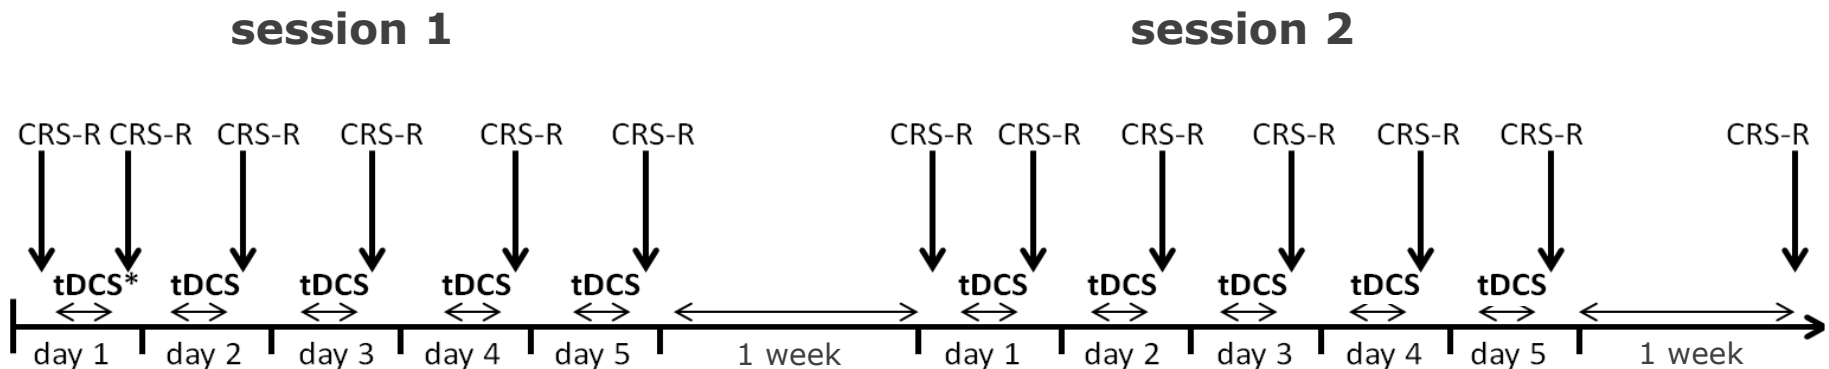 session 1 session 2
CRS-R CRS-R CRS-R CRS-R CRS-R CRS-R CRS-R CRS-R CRS-R CRS-R CRS-R CRS-R CRS-R
tDCS* tDCS tDCS tDCS tDCS tDCS tDCS tDCS tDCS tDCS
day 1 day 2 day 3 day 4 day 5 1 week day 1 day 2 day 3 day 4 day 5 1 week